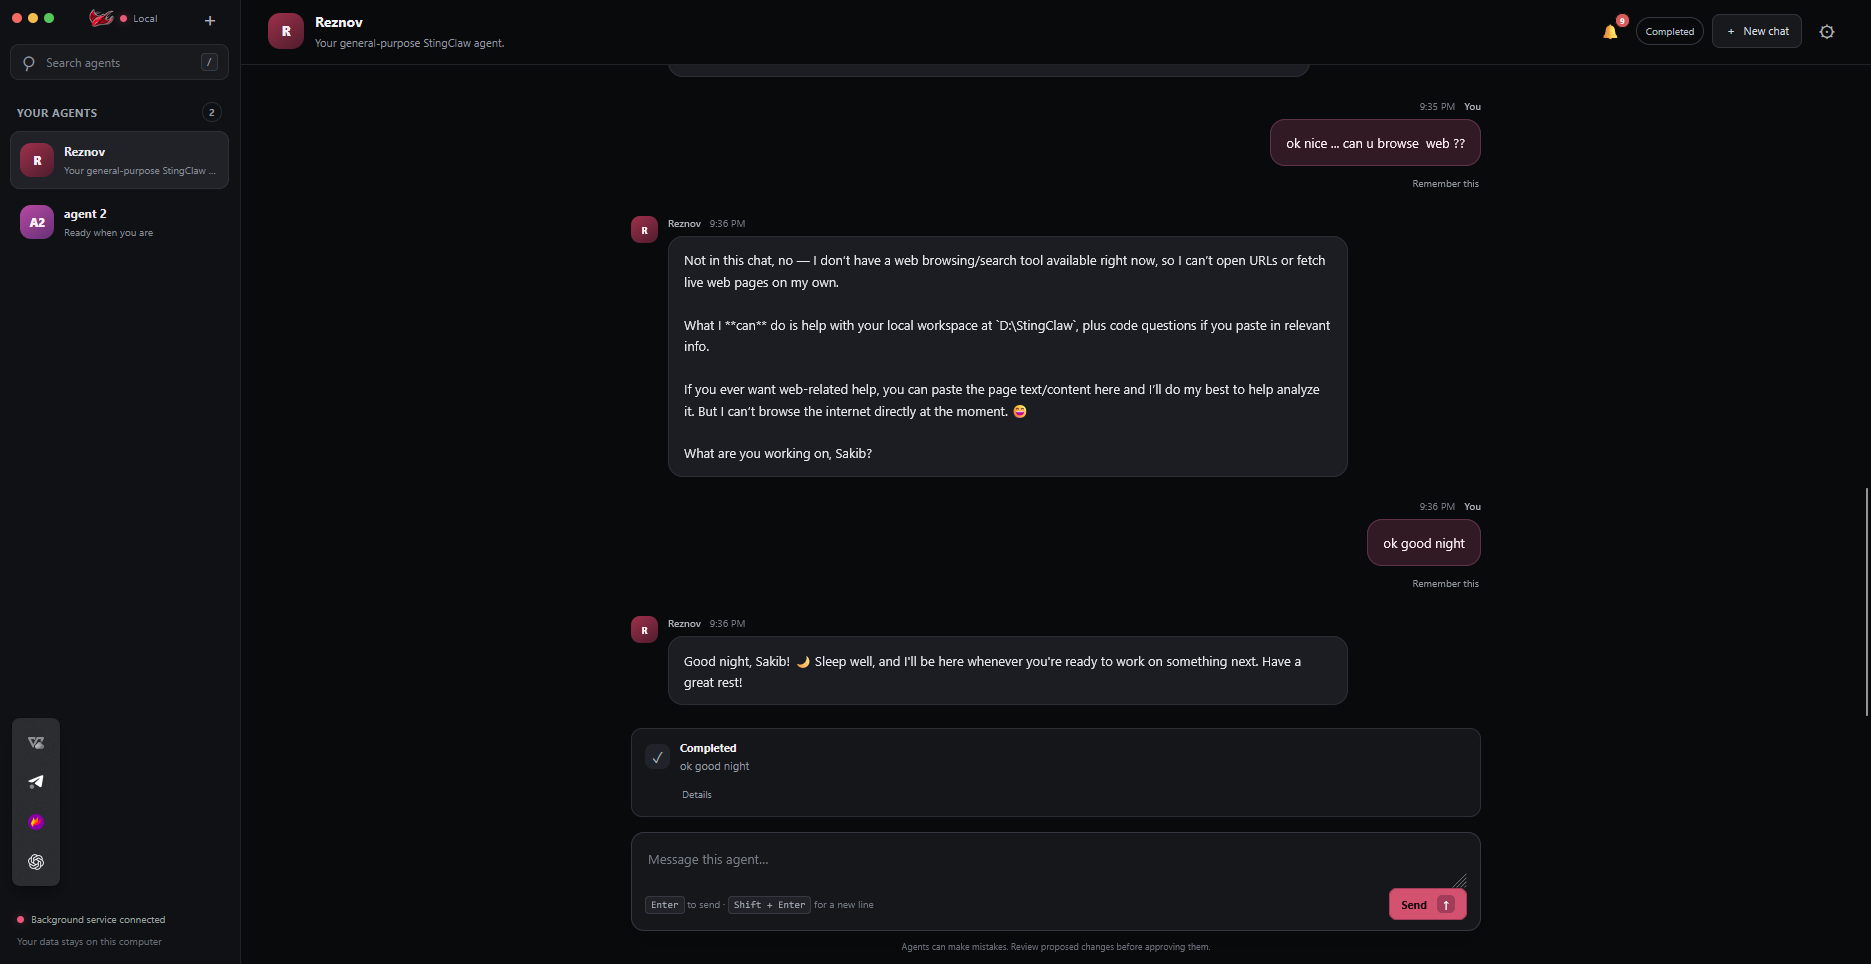 Local
+
Search agents
/
YOUR AGENTS
2
R
Reznov
Your general-purpose StingClaw ...
A2
agent 2
Ready when you are
Background service connected
Your data stays on this computer
R
Reznov
Your general-purpose StingClaw agent.
9
Completed
+ New chat
9:35 PM You
ok nice ... can u browse  web ??
Remember this
R
Reznov 9:36 PM
Not in this chat, no — I don’t have a web browsing/search tool available right now, so I can’t open URLs or fetch
live web pages on my own.
What I **can** do is help with your local workspace at `D:\StingClaw`, plus code questions if you paste in relevant
info.
If you ever want web-related help, you can paste the page text/content here and I’ll do my best to help analyze
it. But I can’t browse the internet directly at the moment. 😄
What are you working on, Sakib?
9:36 PM You
ok good night
Remember this
R
Reznov 9:36 PM
Good night, Sakib! 🌙 Sleep well, and I'll be here whenever you're ready to work on something next. Have a
great rest!
✓
Completed
ok good night
Details
Message this agent...
Enter to send · Shift + Enter for a new line
Send ↑
Agents can make mistakes. Review proposed changes before approving them.